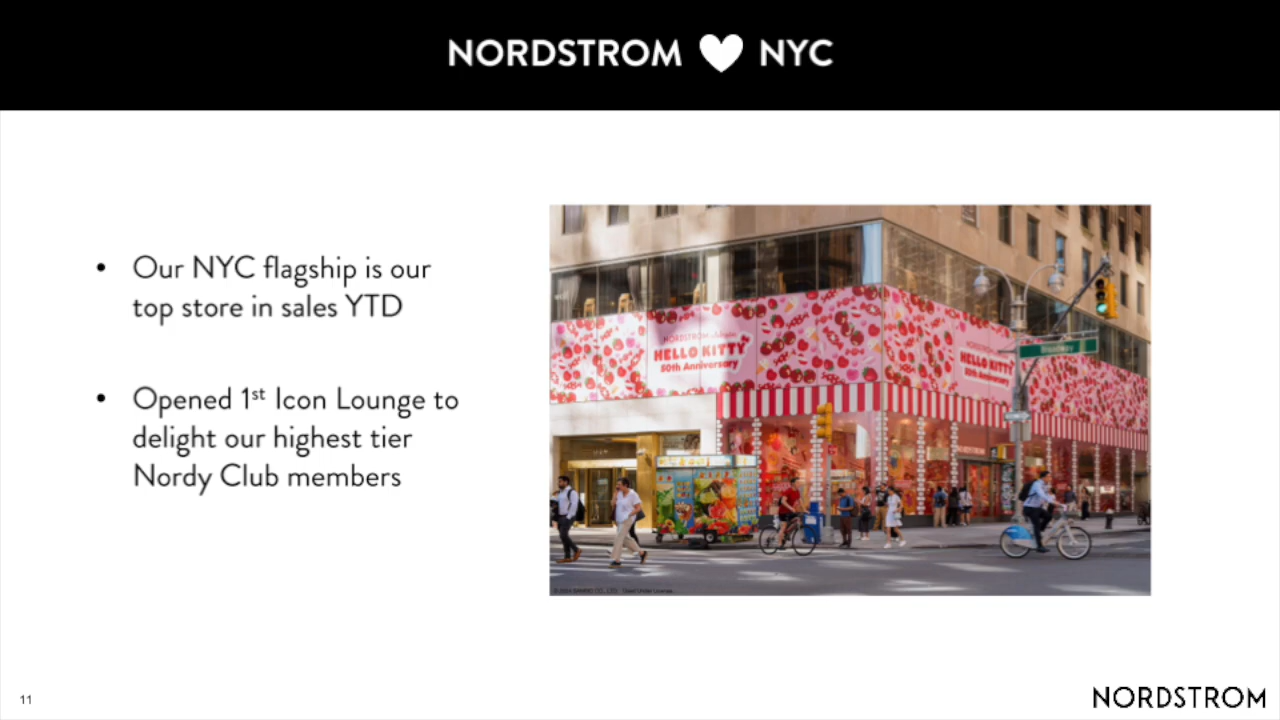 NORDSTROM NYC
• Our NYC flagship is our
top store in sales YTD
• Opened 1st Icon Lounge to
delight our highest tier
Nordy Club members
HELLO KITTY
50th Anniversary
HELLO KITTY
50th Anniversary
Broadway
11
NORDSTROM